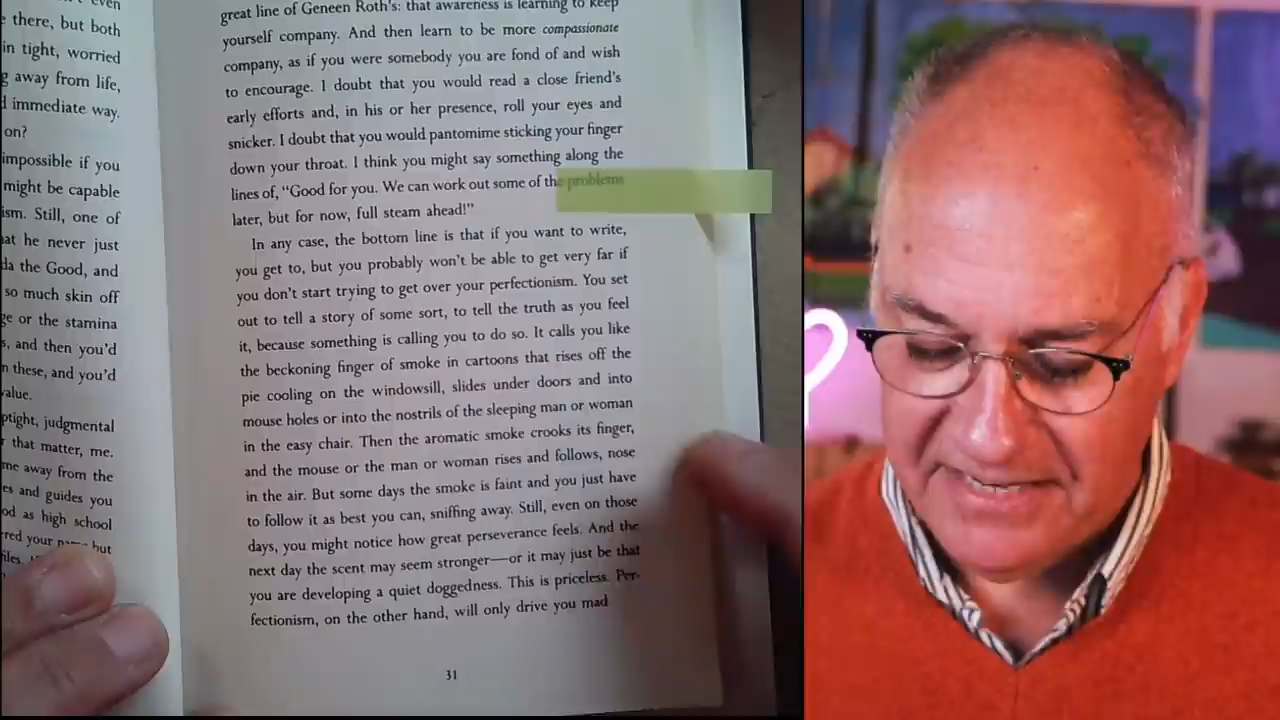 even
there, but both
in tight, worried
away from life,
immediate way.
on?
impossible if you
might be capable
ism. Still, one of
at he never just
da the Good, and
so much skin off
ge or the stamina
s, and then you'd
n these, and you'd
value.
ptight, judgmental
r that matter, me.
me away from the
es and guides you
od as high school
red your name but
files.
great line of Geneen Roth's: that awareness is learning to keep
yourself company. And then learn to be more compassionate
company, as if you were somebody you are fond of and wish
to encourage. I doubt that you would read a close friend's
early efforts and, in his or her presence, roll your eyes and
snicker. I doubt that you would pantomime sticking your finger
down your throat. I think you might say something along the
lines of, “Good for you. We can work out some of the problems
later, but for now, full steam ahead!”
In any case, the bottom line is that if you want to write,
you get to, but you probably won't be able to get very far if
you don't start trying to get over your perfectionism. You set
out to tell a story of some sort, to tell the truth as you feel
it, because something is calling you to do so. It calls you like
the beckoning finger of smoke in cartoons that rises off the
pie cooling on the windowsill, slides under doors and into
mouse holes or into the nostrils of the sleeping man or woman
in the easy chair. Then the aromatic smoke crooks its finger,
and the mouse or the man or woman rises and follows, nose
in the air. But some days the smoke is faint and you just have
to follow it as best you can, sniffing away. Still, even on those
days, you might notice how great perseverance feels. And the
next day the scent may seem stronger—or it may just be that
you are developing a quiet doggedness. This is priceless. Per-
fectionism, on the other hand, will only drive you mad
31